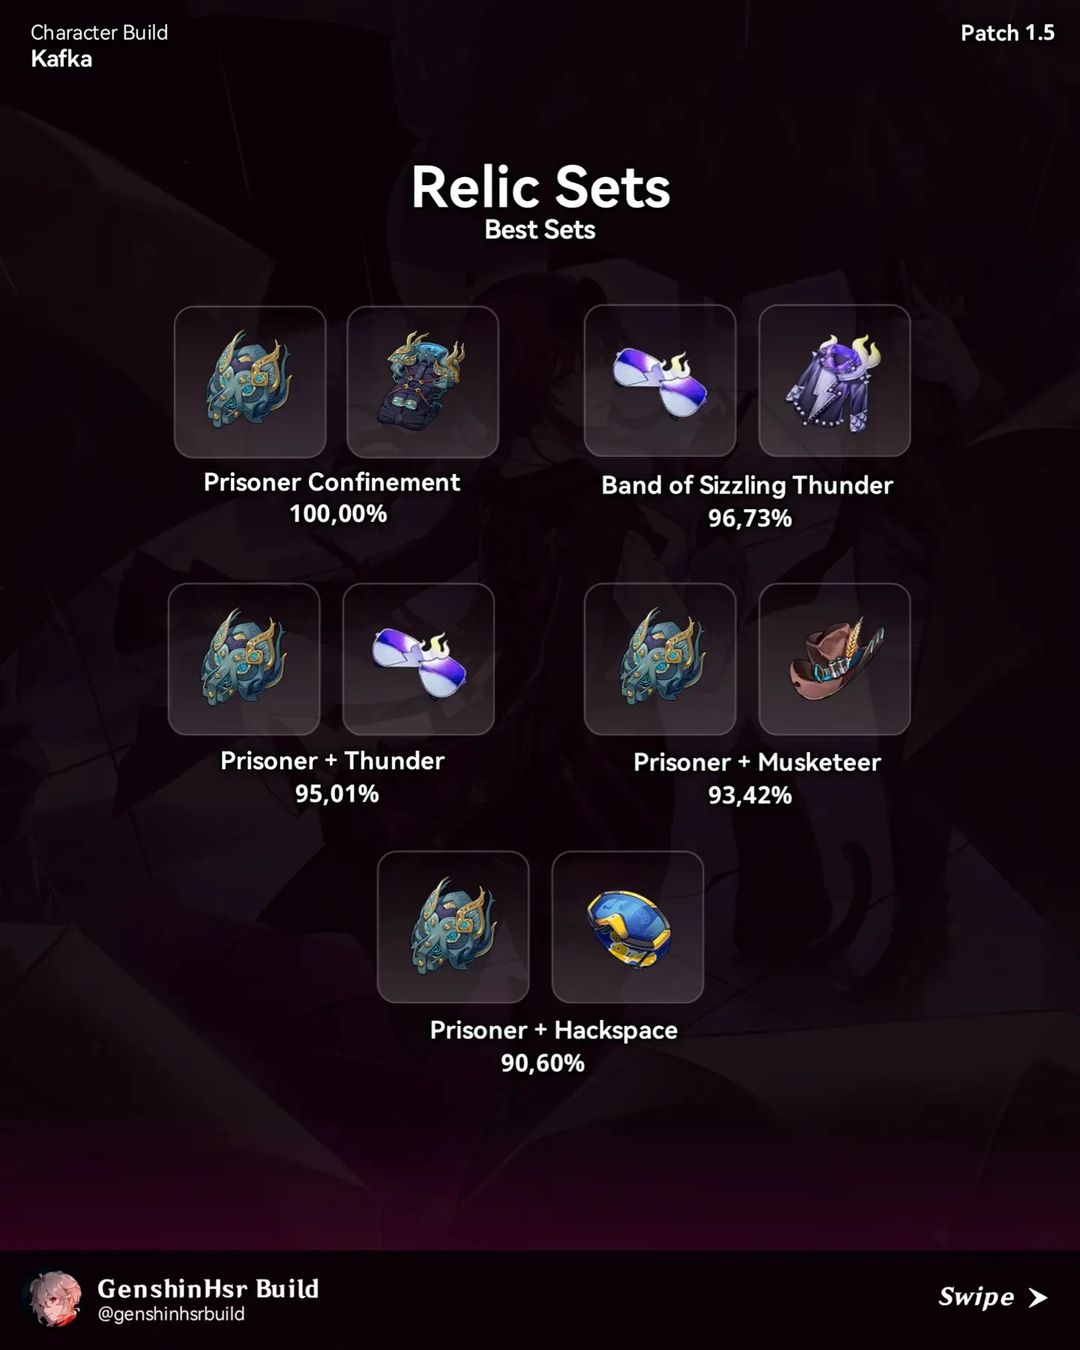 Character Build
Kafka
Patch 1.5
Relic Sets
Best Sets
Prisoner Confinement
100,00%
Band of Sizzling Thunder
96,73%
Prisoner + Thunder
95,01%
Prisoner + Musketeer
93,42%
Prisoner + Hackspace
90,60%
GenshinHsr Build
@genshinhsrbuild
Swipe